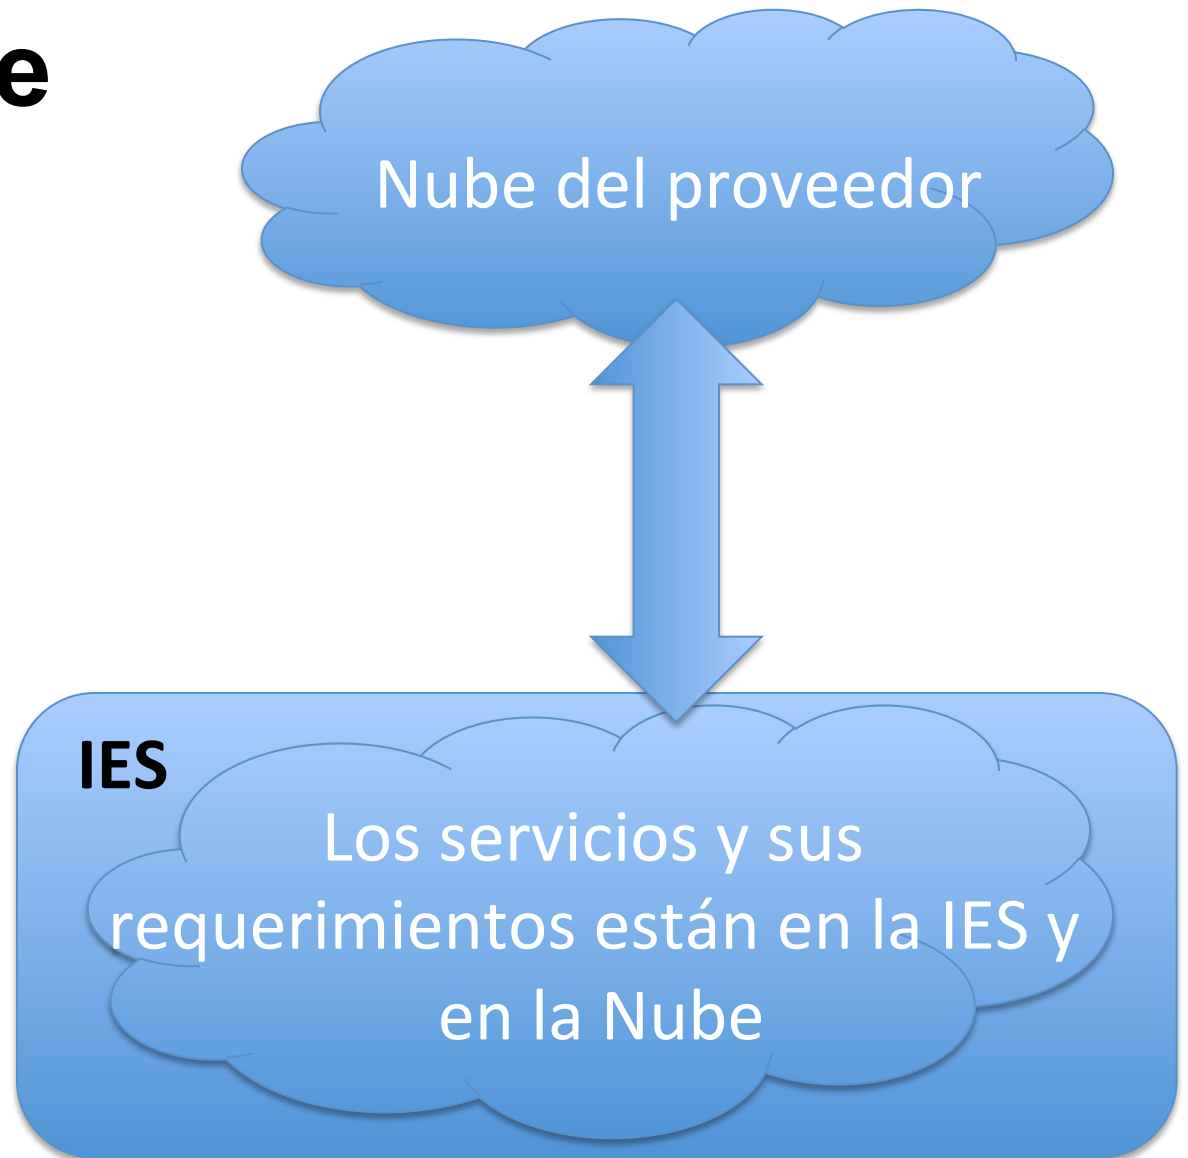 e
Nube del proveedor
IES
Los servicios y sus
requerimientos están en la IES y
en la Nube